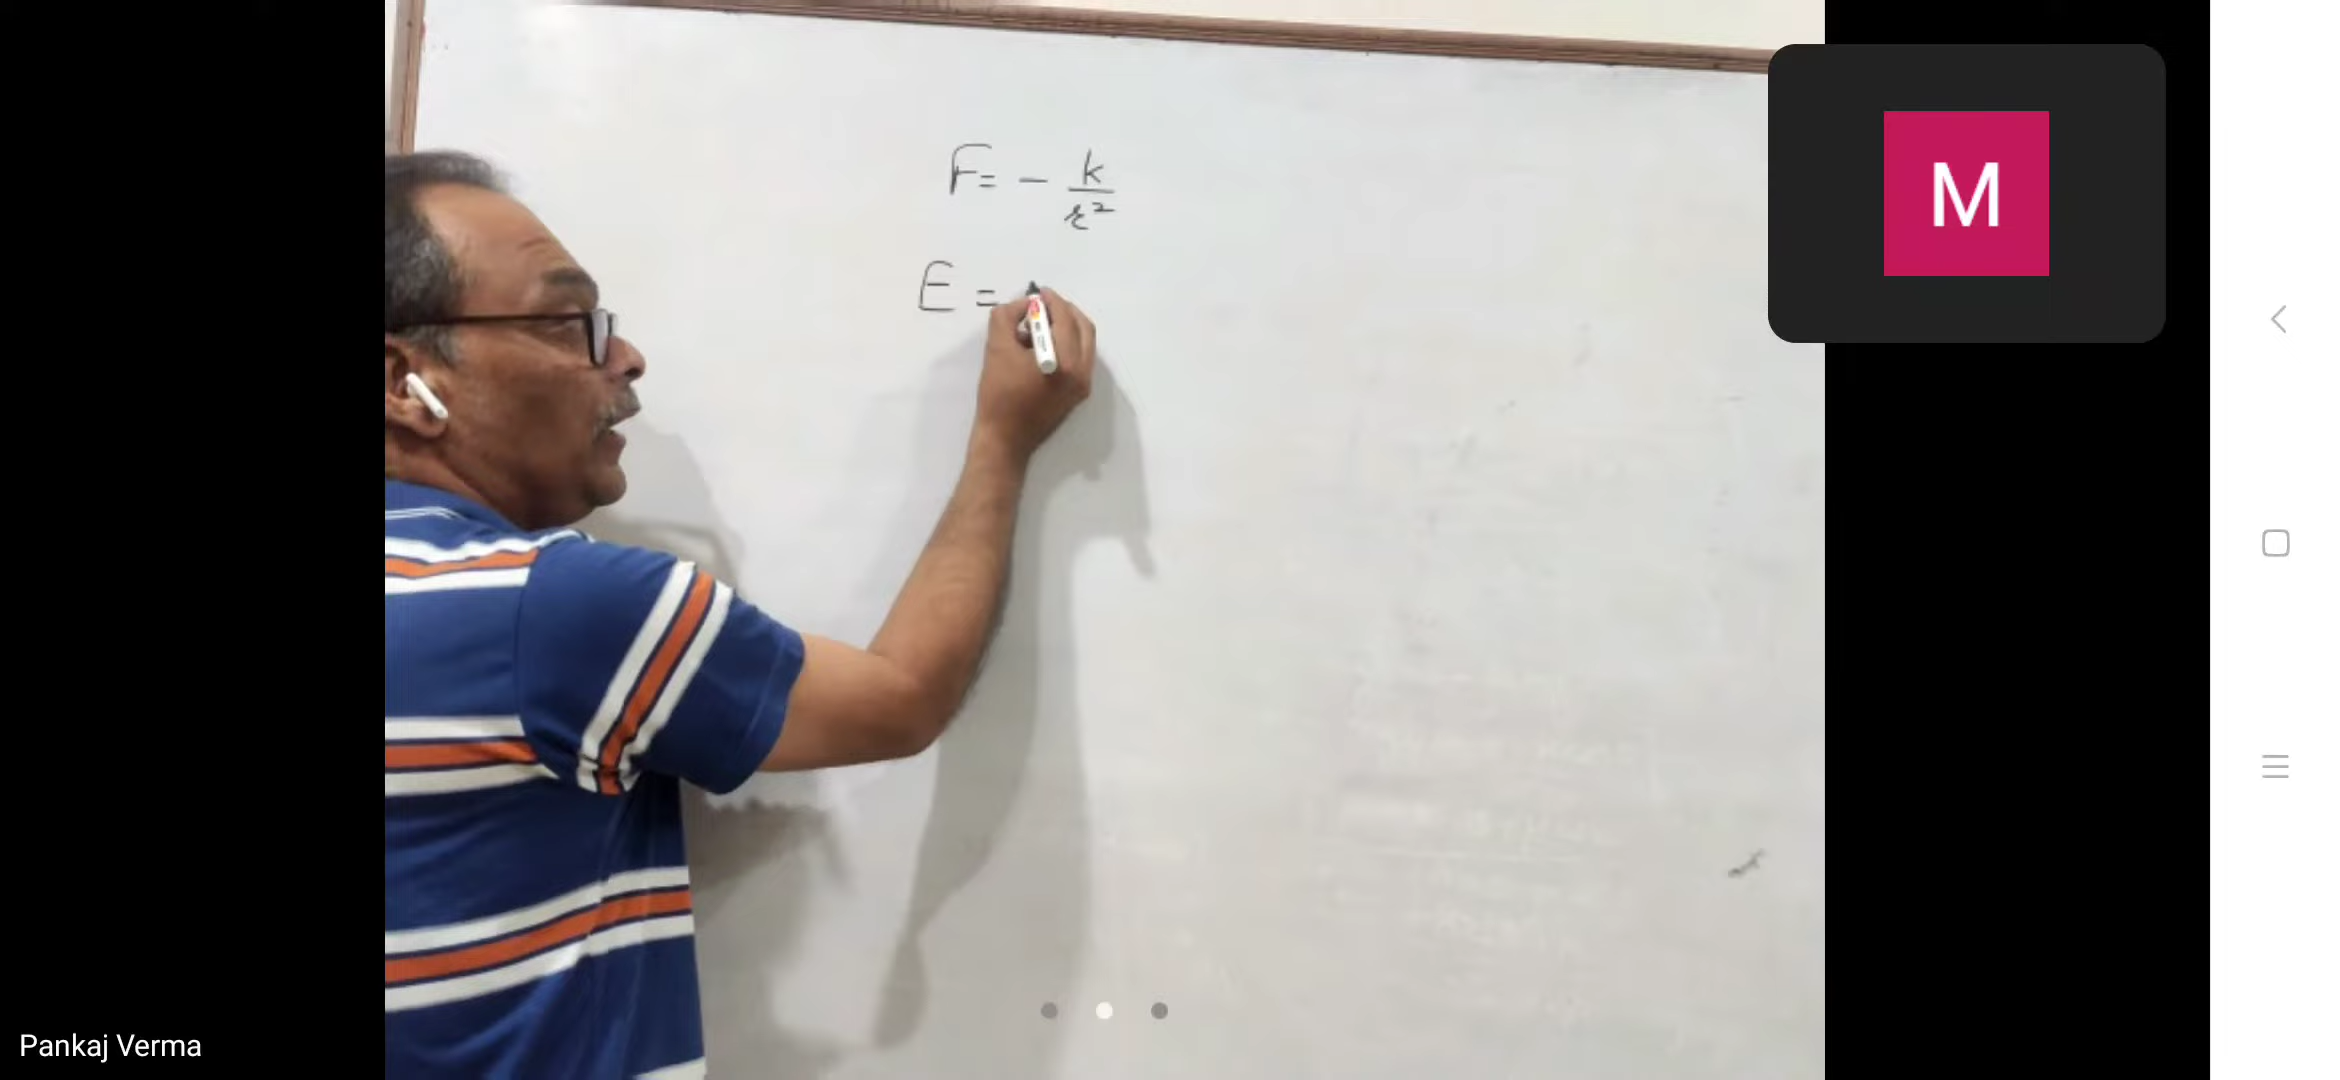 F = - k/r²
E =
M
Pankaj Verma